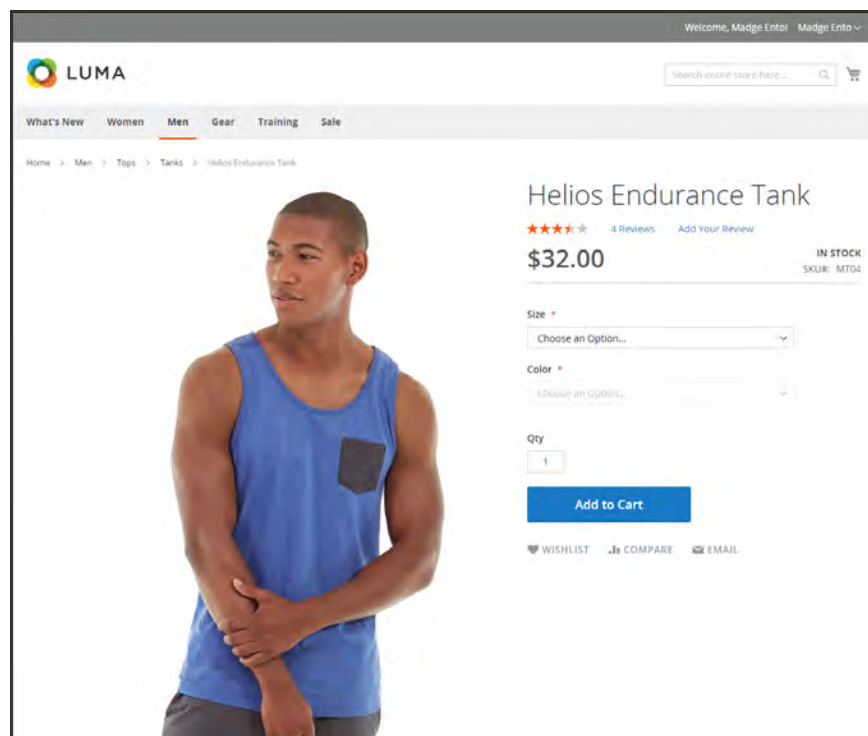 Welcome, Madge Ento! Madge Ento
LUMA
Search entire store here...
What's New Women Men Gear Training Sale
Home > Men > Tops > Tanks > Helios Endurance Tank
Helios Endurance Tank
4 Reviews Add Your Review
$32.00
IN STOCK
SKU#: MT04
Size *
Choose an Option...
Color *
Choose an Option...
Qty
1
Add to Cart
WISHLIST COMPARE EMAIL